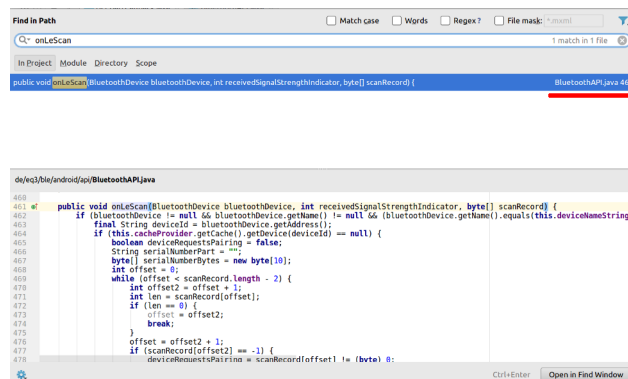 Find in Path
Match case Words Regex? File mask: *.mxml
onLeScan 1 match in 1 file
In Project Module Directory Scope
public void onLeScan(BluetoothDevice bluetoothDevice, int receivedSignalStrengthIndicator, byte[] scanRecord) { BluetoothAPI.java 46
de/eq3/ble/android/api/BluetoothAPI.java
460
461 public void onLeScan(BluetoothDevice bluetoothDevice, int receivedSignalStrengthIndicator, byte[] scanRecord) {
462 if (bluetoothDevice != null && bluetoothDevice.getName() != null && (bluetoothDevice.getName().equals(this.deviceNameString
463 final String deviceId = bluetoothDevice.getAddress();
464 if (this.cacheProvider.getCache().getDevice(deviceId) == null) {
465 boolean deviceRequestsPairing = false;
466 String serialNumberPart = "";
467 byte[] serialNumberBytes = new byte[10];
468 int offset = 0;
469 while (offset < scanRecord.length - 2) {
470 int offset2 = offset + 1;
471 int len = scanRecord[offset];
472 if (len == 0) {
473 offset = offset2;
474 break;
475 }
476 offset = offset2 + 1;
477 if (scanRecord[offset2] == -1) {
478 deviceRequestsPairing = scanRecord[offset] != (byte) 0;
Ctrl+Enter Open in Find Window